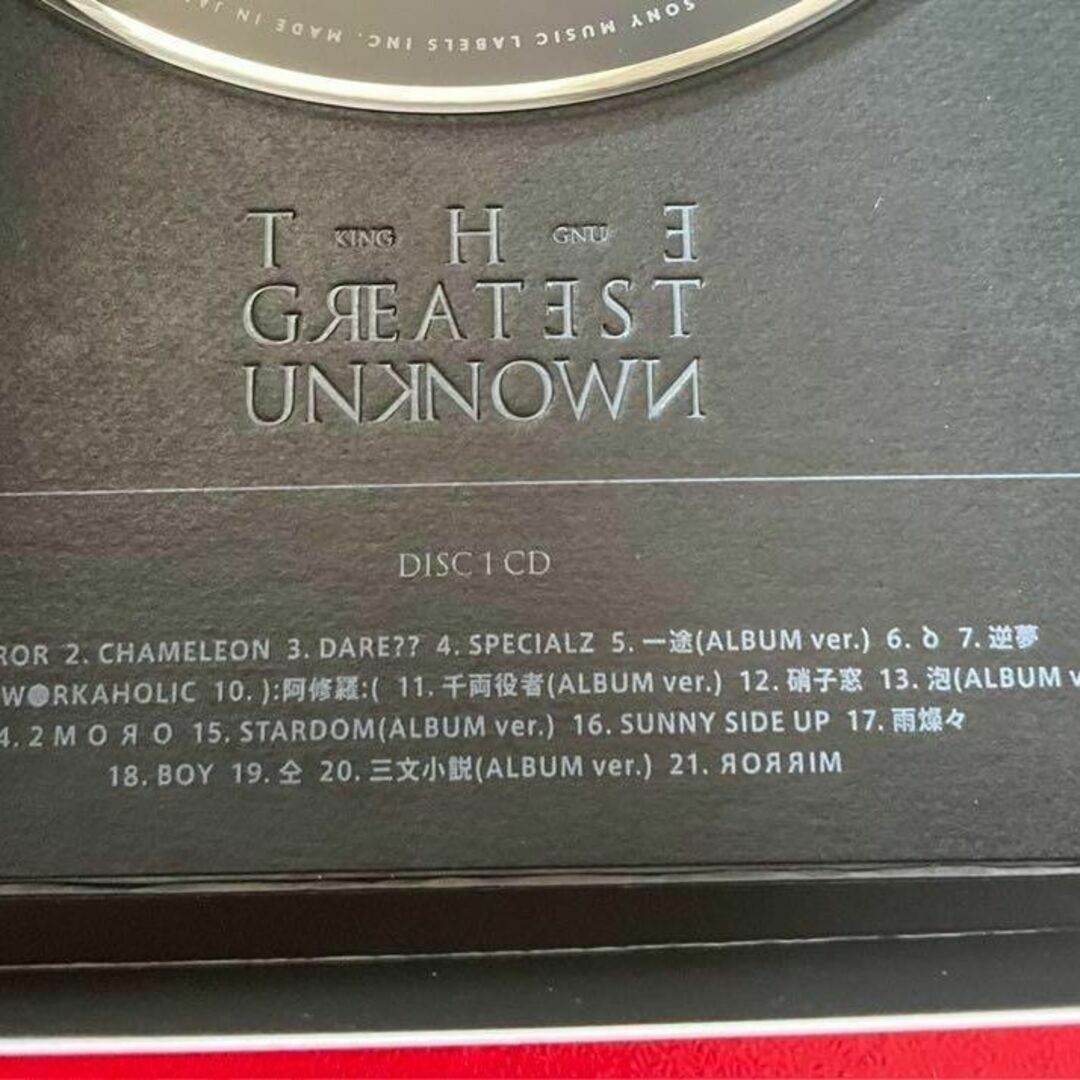 SONY MUSIC LABELS INC. MADE IN JA
T KING H GNU E
GREATEST
UNKNOWN
DISC 1 CD
ROR 2. CHAMELEON 3. DARE?? 4. SPECIALZ 5. 一途(ALBUM ver.) 6. δ 7. 逆夢
W●RKAHOLIC 10. ):阿修羅:( 11. 千両役者(ALBUM ver.) 12. 硝子窓 13. 泡(ALBUM v
4. 2 M O Я O 15. STARDOM(ALBUM ver.) 16. SUNNY SIDE UP 17. 雨燦々
18. BOY 19. 仝 20. 三文小説(ALBUM ver.) 21. ЯOЯЯIM